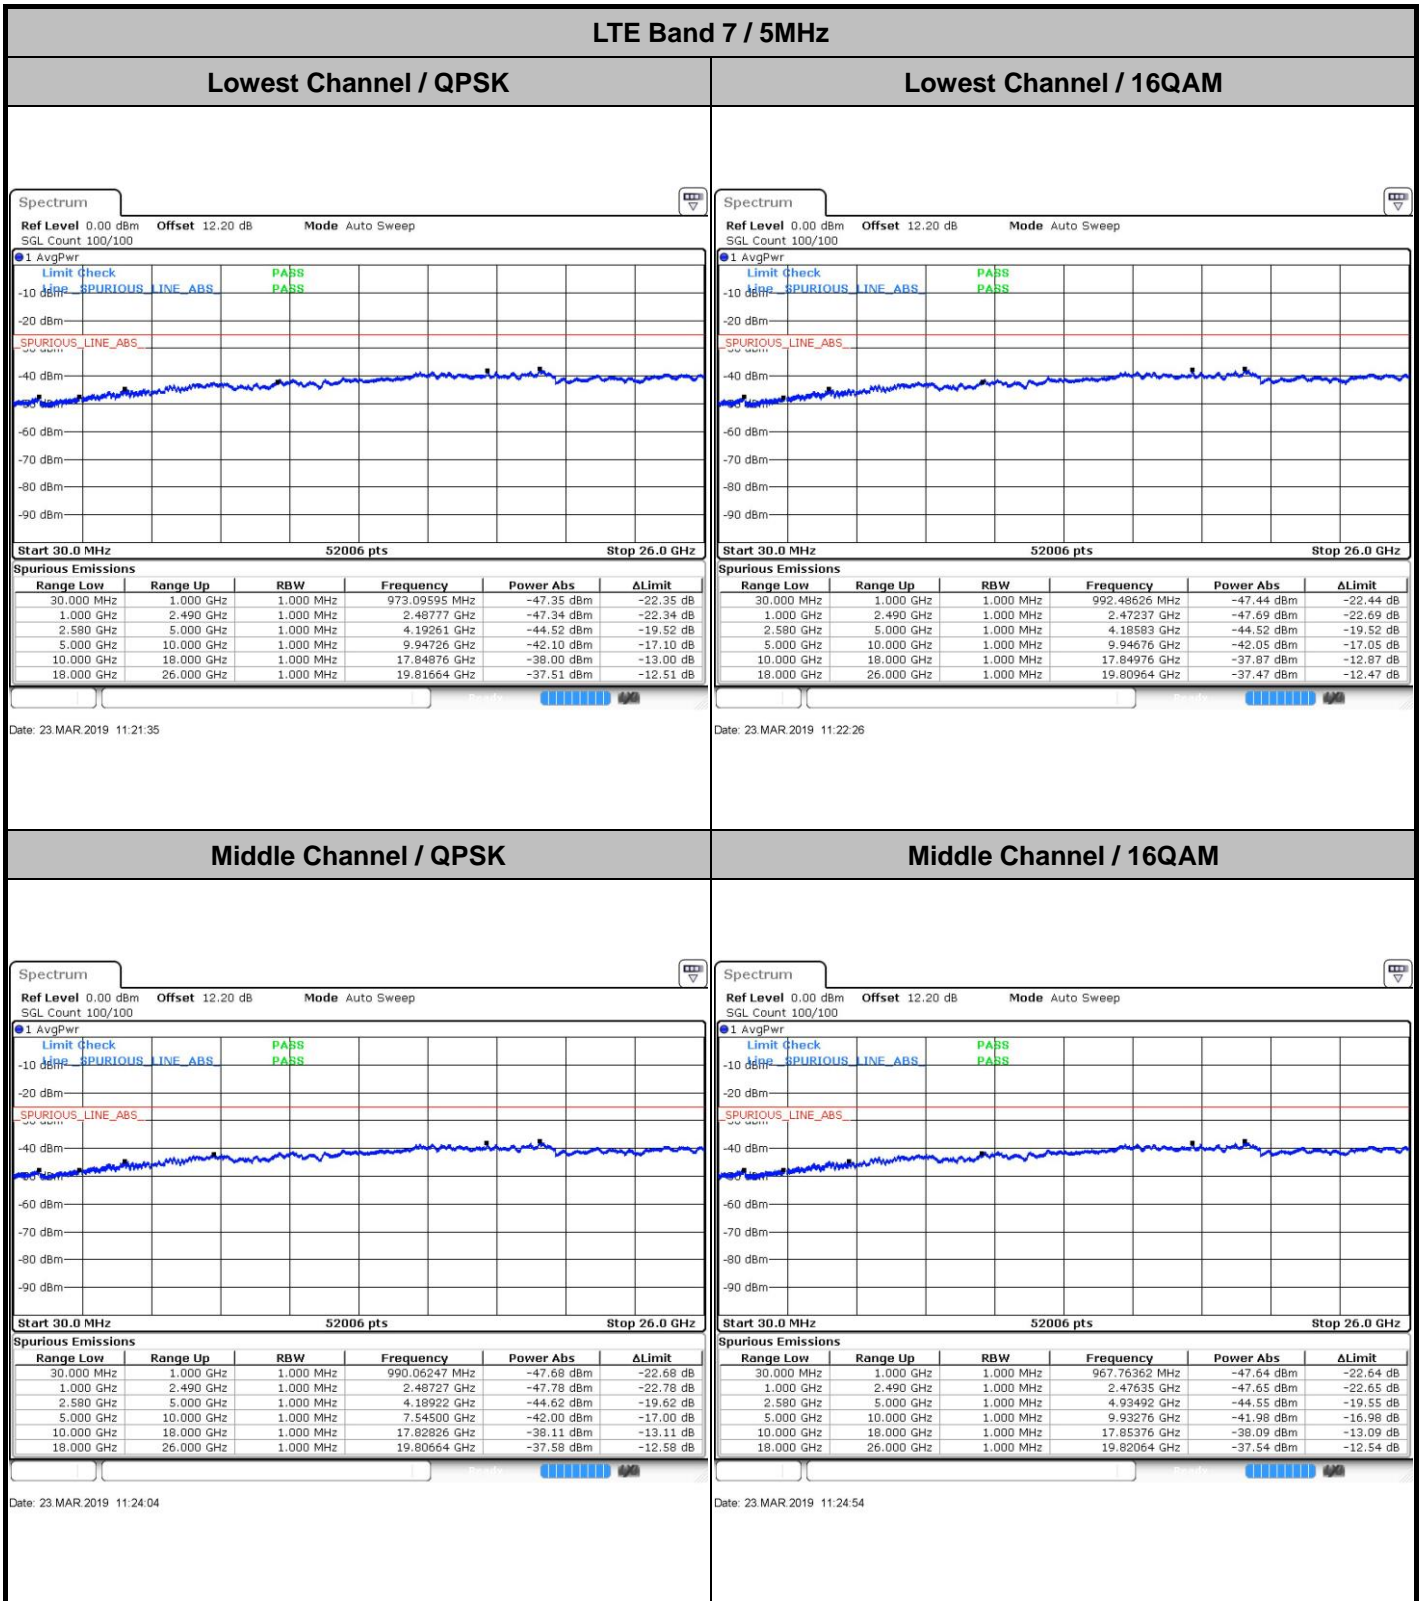 LTE Band 7 / 5MHz
Lowest Channel / QPSK
Lowest Channel / 16QAM
Spectrum
Ref Level 0.00 dBm Offset 12.20 dB Mode Auto Sweep
SGL Count 100/100
1 AvgPwr
Limit Check PASS
Line _SPURIOUS_LINE_ABS_ PASS
-10 dBm
-20 dBm
_SPURIOUS_LINE_ABS_
-40 dBm
-60 dBm
-70 dBm
-80 dBm
-90 dBm
Start 30.0 MHz 52006 pts Stop 26.0 GHz
Spurious Emissions
Range Low Range Up RBW Frequency Power Abs ΔLimit
30.000 MHz 1.000 GHz 1.000 MHz 973.09595 MHz -47.35 dBm -22.35 dB
1.000 GHz 2.490 GHz 1.000 MHz 2.48777 GHz -47.34 dBm -22.34 dB
2.580 GHz 5.000 GHz 1.000 MHz 4.19261 GHz -44.52 dBm -19.52 dB
5.000 GHz 10.000 GHz 1.000 MHz 9.94726 GHz -42.10 dBm -17.10 dB
10.000 GHz 18.000 GHz 1.000 MHz 17.84876 GHz -38.00 dBm -13.00 dB
18.000 GHz 26.000 GHz 1.000 MHz 19.81664 GHz -37.51 dBm -12.51 dB
Date: 23.MAR.2019 11:21:35
Spectrum
Ref Level 0.00 dBm Offset 12.20 dB Mode Auto Sweep
SGL Count 100/100
1 AvgPwr
Limit Check PASS
Line _SPURIOUS_LINE_ABS_ PASS
-10 dBm
-20 dBm
_SPURIOUS_LINE_ABS_
-40 dBm
-60 dBm
-70 dBm
-80 dBm
-90 dBm
Start 30.0 MHz 52006 pts Stop 26.0 GHz
Spurious Emissions
Range Low Range Up RBW Frequency Power Abs ΔLimit
30.000 MHz 1.000 GHz 1.000 MHz 992.48626 MHz -47.44 dBm -22.44 dB
1.000 GHz 2.490 GHz 1.000 MHz 2.47237 GHz -47.69 dBm -22.69 dB
2.580 GHz 5.000 GHz 1.000 MHz 4.18583 GHz -44.52 dBm -19.52 dB
5.000 GHz 10.000 GHz 1.000 MHz 9.94676 GHz -42.05 dBm -17.05 dB
10.000 GHz 18.000 GHz 1.000 MHz 17.84976 GHz -37.87 dBm -12.87 dB
18.000 GHz 26.000 GHz 1.000 MHz 19.80964 GHz -37.47 dBm -12.47 dB
Date: 23.MAR.2019 11:22:26
Middle Channel / QPSK
Middle Channel / 16QAM
Spectrum
Ref Level 0.00 dBm Offset 12.20 dB Mode Auto Sweep
SGL Count 100/100
1 AvgPwr
Limit Check PASS
Line _SPURIOUS_LINE_ABS_ PASS
-10 dBm
-20 dBm
_SPURIOUS_LINE_ABS_
-40 dBm
-60 dBm
-70 dBm
-80 dBm
-90 dBm
Start 30.0 MHz 52006 pts Stop 26.0 GHz
Spurious Emissions
Range Low Range Up RBW Frequency Power Abs ΔLimit
30.000 MHz 1.000 GHz 1.000 MHz 990.06247 MHz -47.68 dBm -22.68 dB
1.000 GHz 2.490 GHz 1.000 MHz 2.48727 GHz -47.78 dBm -22.78 dB
2.580 GHz 5.000 GHz 1.000 MHz 4.18922 GHz -44.62 dBm -19.62 dB
5.000 GHz 10.000 GHz 1.000 MHz 7.54500 GHz -42.00 dBm -17.00 dB
10.000 GHz 18.000 GHz 1.000 MHz 17.82826 GHz -38.11 dBm -13.11 dB
18.000 GHz 26.000 GHz 1.000 MHz 19.80664 GHz -37.58 dBm -12.58 dB
Date: 23.MAR.2019 11:24:04
Spectrum
Ref Level 0.00 dBm Offset 12.20 dB Mode Auto Sweep
SGL Count 100/100
1 AvgPwr
Limit Check PASS
Line _SPURIOUS_LINE_ABS_ PASS
-10 dBm
-20 dBm
_SPURIOUS_LINE_ABS_
-40 dBm
-60 dBm
-70 dBm
-80 dBm
-90 dBm
Start 30.0 MHz 52006 pts Stop 26.0 GHz
Spurious Emissions
Range Low Range Up RBW Frequency Power Abs ΔLimit
30.000 MHz 1.000 GHz 1.000 MHz 967.76362 MHz -47.64 dBm -22.64 dB
1.000 GHz 2.490 GHz 1.000 MHz 2.47635 GHz -47.65 dBm -22.65 dB
2.580 GHz 5.000 GHz 1.000 MHz 4.93492 GHz -44.55 dBm -19.55 dB
5.000 GHz 10.000 GHz 1.000 MHz 9.93276 GHz -41.98 dBm -16.98 dB
10.000 GHz 18.000 GHz 1.000 MHz 17.85376 GHz -38.09 dBm -13.09 dB
18.000 GHz 26.000 GHz 1.000 MHz 19.82064 GHz -37.54 dBm -12.54 dB
Date: 23.MAR.2019 11:24:54